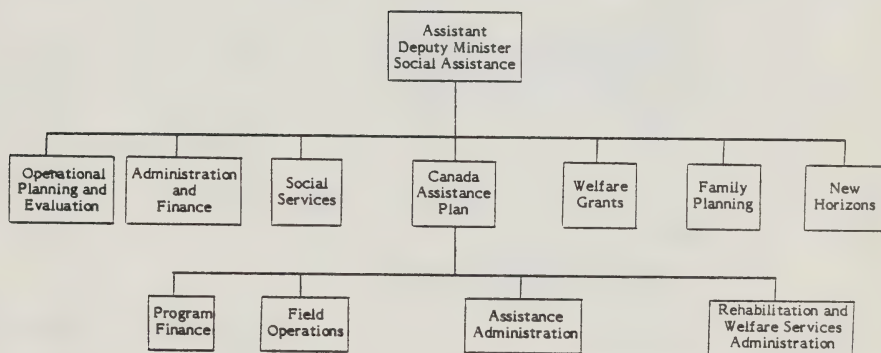 Assistant
Deputy Minister
Social Assistance
Operational
Planning and
Evaluation
Administration
and
Finance
Social
Services
Canada
Assistance
Plan
Welfare
Grants
Family
Planning
New
Horizons
Program
Finance
Field
Operations
Assistance
Administration
Rehabilitation and
Welfare Services
Administration